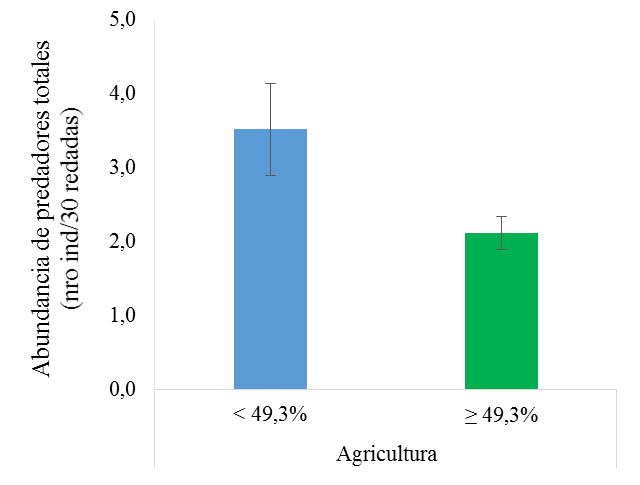 Abundancia de predadores totales
(nro ind/30 redadas)
5,0
4,0
3,0
2,0
1,0
0,0
< 49,3%
≥ 49,3%
Agricultura